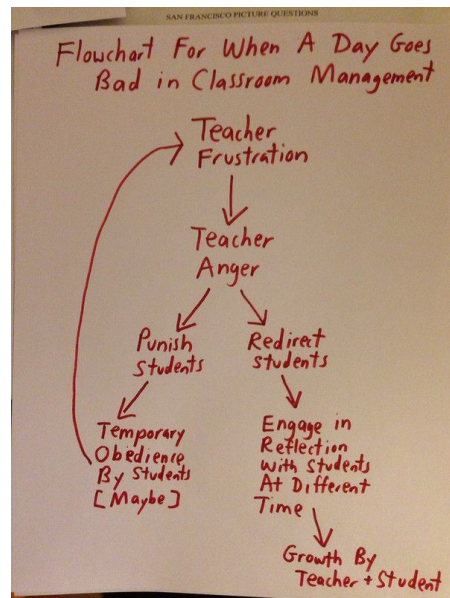 SAN FRANCISCO PICTURE QUESTIONS
Flowchart For When A Day Goes
Bad in Classroom Management
Teacher
Frustration
Teacher
Anger
Punish
Students
Redirect
Students
Temporary
Obedience
By Students
[Maybe]
Engage in
Reflection
With Students
At Different
Time
Growth By
Teacher + Student